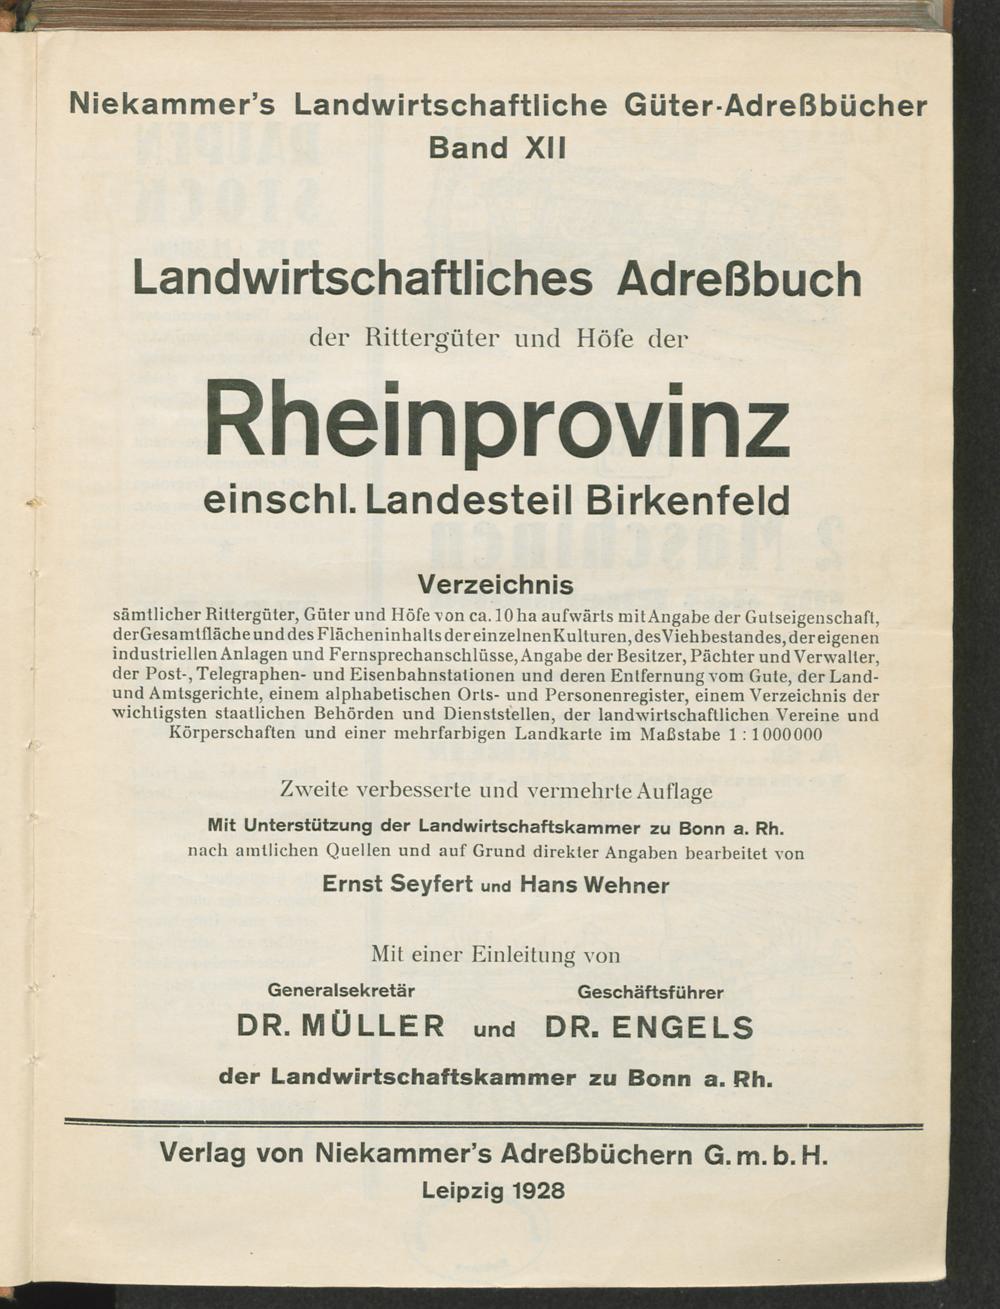 Niekammer's Landwirtschaftliche Güter-Adreßbücher
Band XII
Landwirtschaftliches Adreßbuch
der Rittergüter und Höfe der
Rheinprovinz
einschl. Landesteil Birkenfeld
Verzeichnis
sämtlicher Rittergüter, Güter und Höfe von ca. 10 ha aufwärts mit Angabe der Gutseigenschaft,
der Gesamtfläche und des Flächeninhalts der einzelnen Kulturen, des Viehbestandes, der eigenen
industriellen Anlagen und Fernsprechanschlüsse, Angabe der Besitzer, Pächter und Verwalter,
der Post-, Telegraphen- und Eisenbahnstationen und deren Entfernung vom Gute, der Land-
und Amtsgerichte, einem alphabetischen Orts- und Personenregister, einem Verzeichnis der
wichtigsten staatlichen Behörden und Dienststellen, der landwirtschaftlichen Vereine und
Körperschaften und einer mehrfarbigen Landkarte im Maßstabe 1 : 1000000
Zweite verbesserte und vermehrte Auflage
Mit Unterstützung der Landwirtschaftskammer zu Bonn a. Rh.
nach amtlichen Quellen und auf Grund direkter Angaben bearbeitet von
Ernst Seyfert und Hans Wehner
Mit einer Einleitung von
Generalsekretär Geschäftsführer
DR. MÜLLER und DR. ENGELS
der Landwirtschaftskammer zu Bonn a. Rh.
Verlag von Niekammer's Adreßbüchern G. m. b. H.
Leipzig 1928